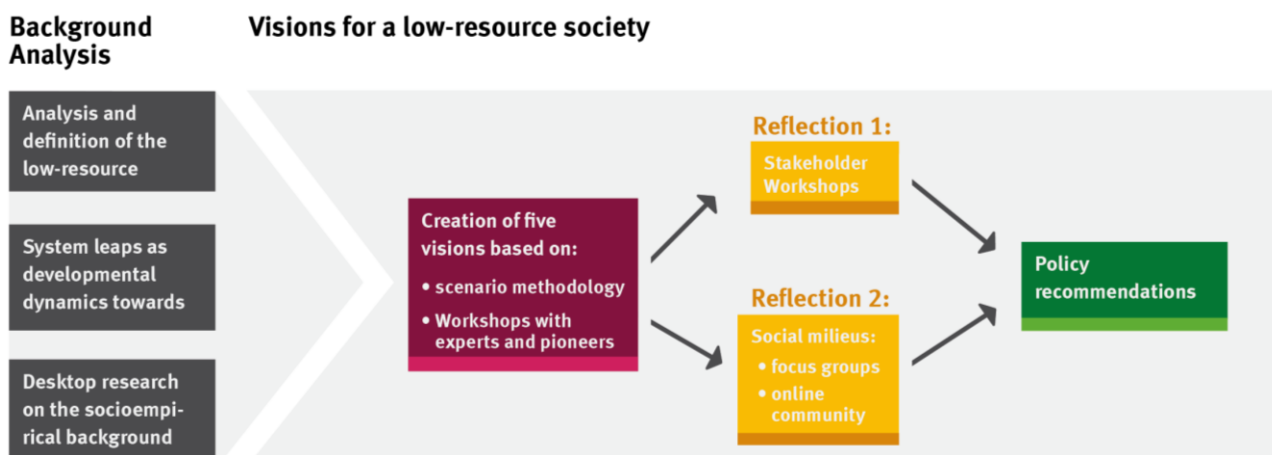 Background
Analysis
Visions for a low-resource society
Analysis and
definition of the
low-resource
System leaps as
developmental
dynamics towards
Desktop research
on the socioempi-
rical background
Creation of five
visions based on:
• scenario methodology
• Workshops with
experts and pioneers
Reflection 1:
Stakeholder
Workshops
Reflection 2:
Social milieus:
• focus groups
• online
community
Policy
recommendations